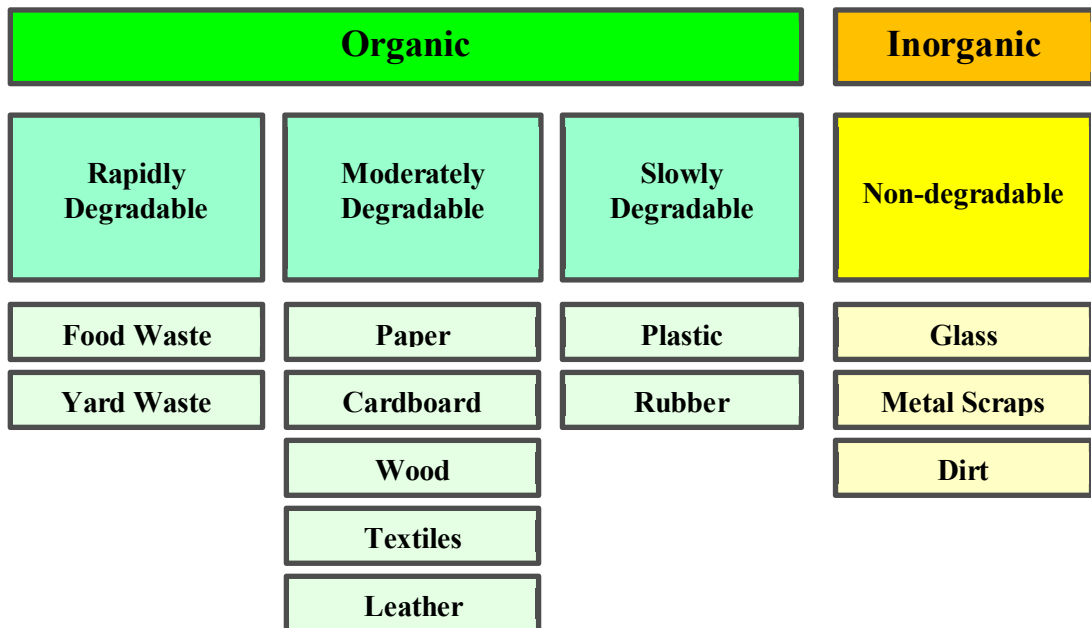 Organic
Inorganic
Rapidly
Degradable
Moderately
Degradable
Slowly
Degradable
Non-degradable
Food Waste
Paper
Plastic
Glass
Yard Waste
Cardboard
Rubber
Metal Scraps
Wood
Dirt
Textiles
Leather